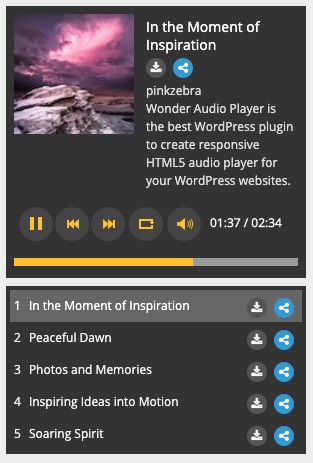 In the Moment of
Inspiration
pinkzebra
Wonder Audio Player is
the best WordPress plugin
to create responsive
HTML5 audio player for
your WordPress websites.
01:37 / 02:34
1 In the Moment of Inspiration
2 Peaceful Dawn
3 Photos and Memories
4 Inspiring Ideas into Motion
5 Soaring Spirit